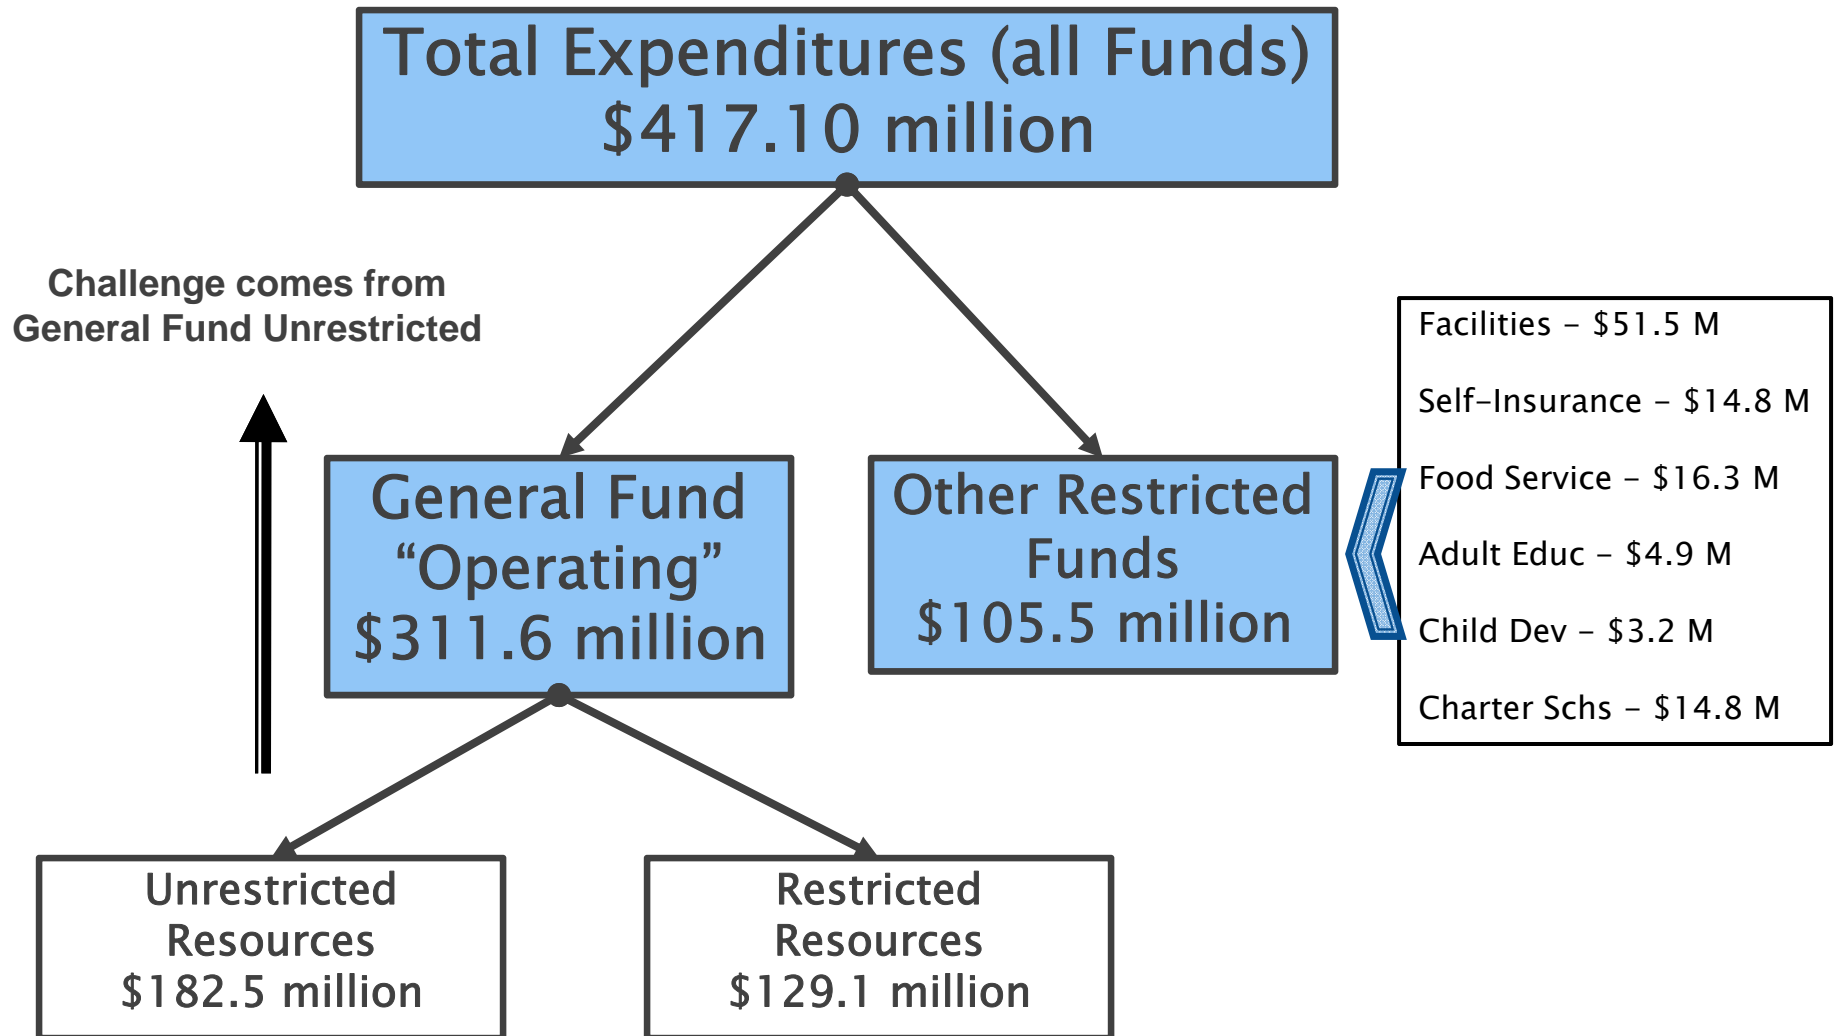 Total Expenditures (all Funds)
$417.10 million
Challenge comes from
General Fund Unrestricted
General Fund
“Operating”
$311.6 million
Other Restricted
Funds
$105.5 million
Facilities – $51.5 M
Self–Insurance – $14.8 M
Food Service – $16.3 M
Adult Educ – $4.9 M
Child Dev – $3.2 M
Charter Schs – $14.8 M
Unrestricted
Resources
$182.5 million
Restricted
Resources
$129.1 million